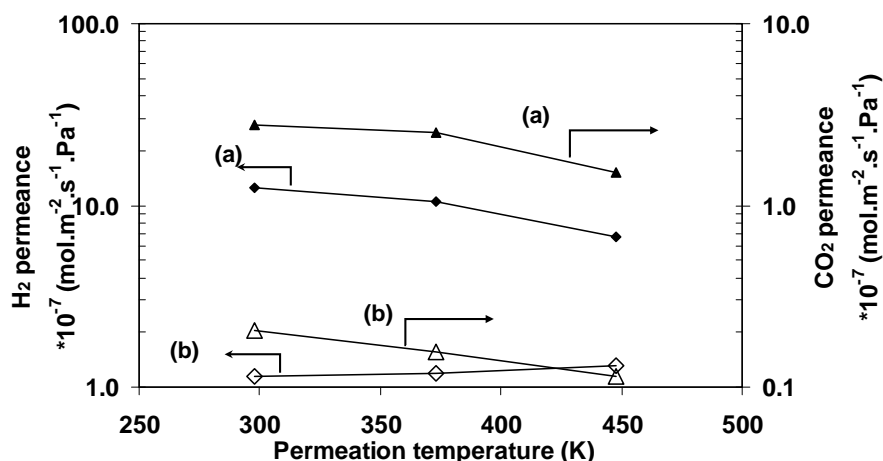 100.0
10.0
1.0
H₂ permeance
*10⁻⁷ (mol.m⁻².s⁻¹.Pa⁻¹)
(a)
(a)
(b)
(b)
10.0
1.0
0.1
CO₂ permeance
*10⁻⁷ (mol.m⁻².s⁻¹.Pa⁻¹)
250 300 350 400 450 500
Permeation temperature (K)